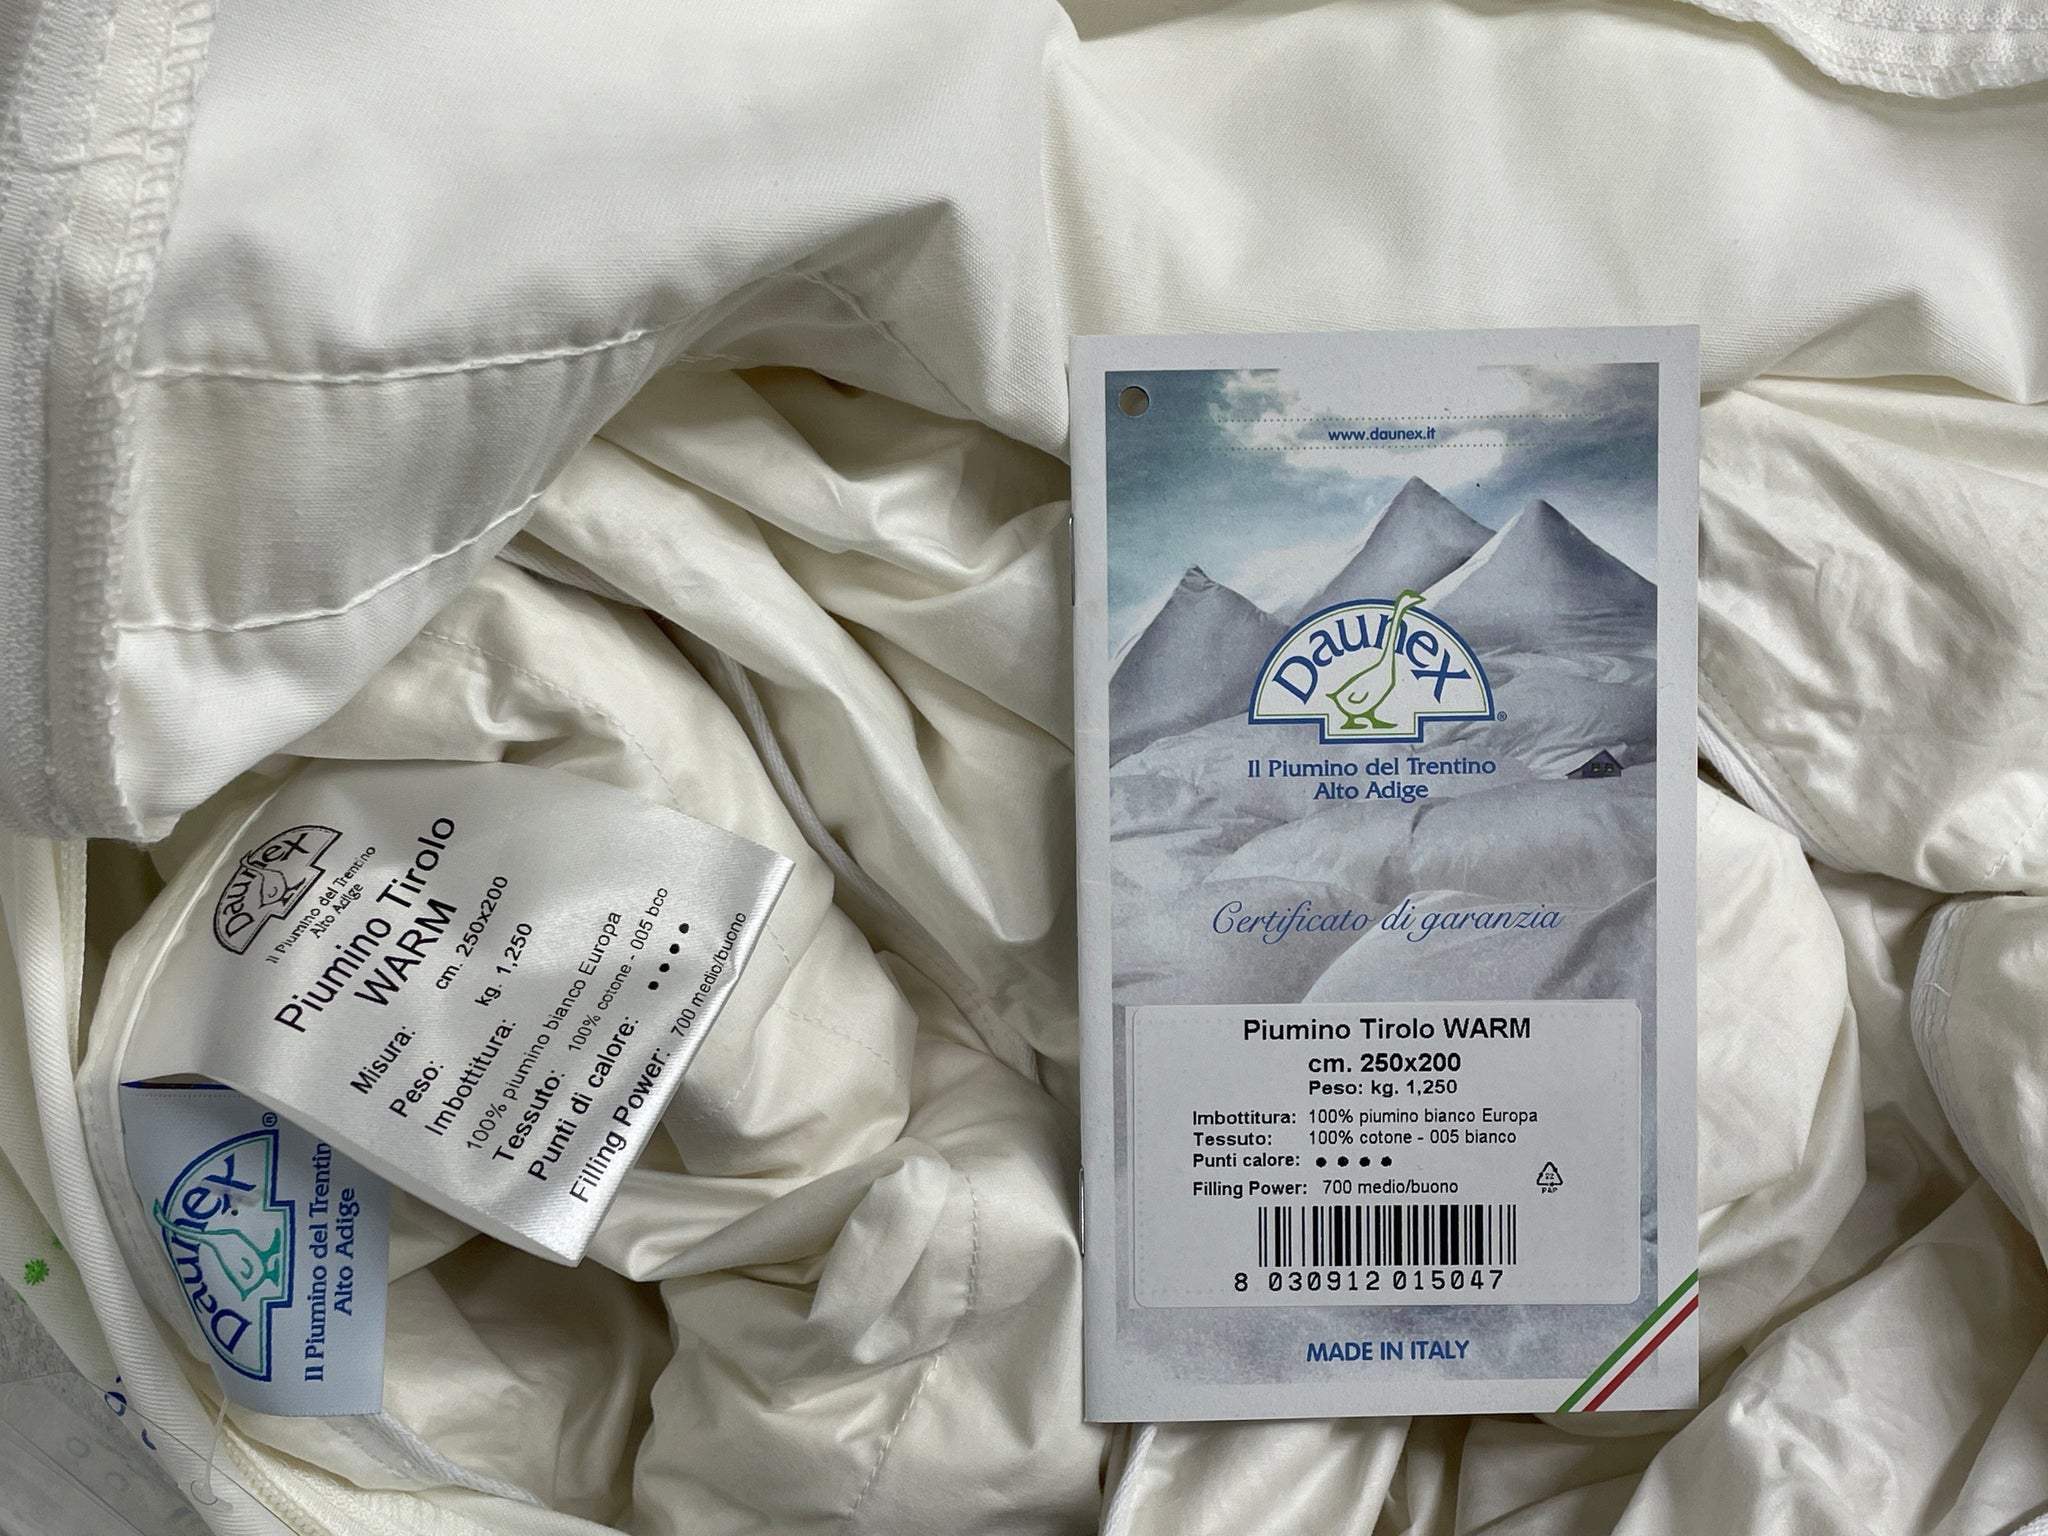 Daunex
Il Piumino del Trentino
Alto Adige
Piumino Tirolo
WARM
Misura: cm. 250x200
Peso: kg. 1,250
Imbottitura:
100% piumino bianco Europa
Tessuto: 100% cotone - 005 bco
Punti di calore: ● ● ● ●
Filling Power: 700 medio/buono
Daunex®
Il Piumino del Trentin
Alto Adige
www.daunex.it
Daunex®
Il Piumino del Trentino
Alto Adige
Certificato di garanzia
Piumino Tirolo WARM
cm. 250x200
Peso: kg. 1,250
Imbottitura: 100% piumino bianco Europa
Tessuto: 100% cotone - 005 bianco
Punti calore: ● ● ● ●
Filling Power: 700 medio/buono
22
PAP
8 030912 015047
MADE IN ITALY